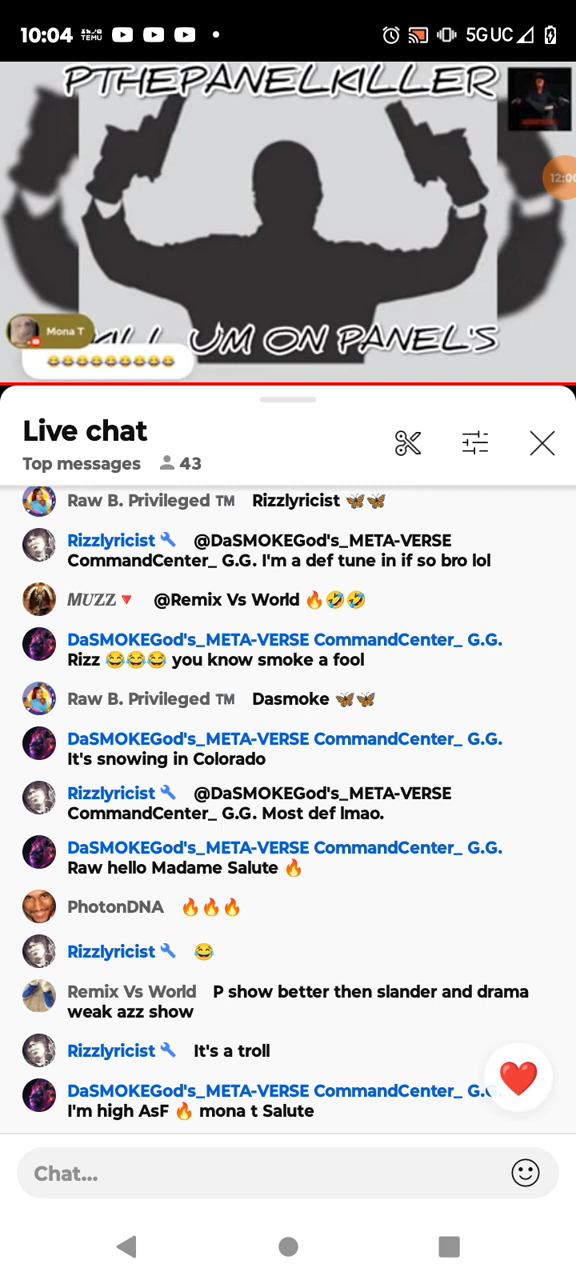 10:04 TEMU 5G UC
PTHEPANELKILLER
12:00
Mona T
UM ON PANEL'S
😂😂😂😂😂😂😂😂😂
Live chat
Top messages 43
Raw B. Privileged ™ Rizzlyricist 🦋🦋
Rizzlyricist 🔧 @DaSMOKEGod's_META-VERSE
CommandCenter_ G.G. I'm a def tune in if so bro lol
MUZZ🔻 @Remix Vs World 🔥🤣🤣
DaSMOKEGod's_META-VERSE CommandCenter_ G.G.
Rizz 😂😂😂 you know smoke a fool
Raw B. Privileged ™ Dasmoke 🦋🦋
DaSMOKEGod's_META-VERSE CommandCenter_ G.G.
It's snowing in Colorado
Rizzlyricist 🔧 @DaSMOKEGod's_META-VERSE
CommandCenter_ G.G. Most def lmao.
DaSMOKEGod's_META-VERSE CommandCenter_ G.G.
Raw hello Madame Salute 🔥
PhotonDNA 🔥🔥🔥
Rizzlyricist 🔧 😂
Remix Vs World P show better then slander and drama
weak azz show
Rizzlyricist 🔧 It's a troll
DaSMOKEGod's_META-VERSE CommandCenter_ G.G.
I'm high AsF 🔥 mona t Salute
Chat...